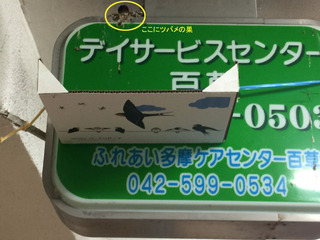 ここにツバメの巣
デイサービスセンター
百草
-0503
ふれあい多摩ケアセンター百草
042-599-0534